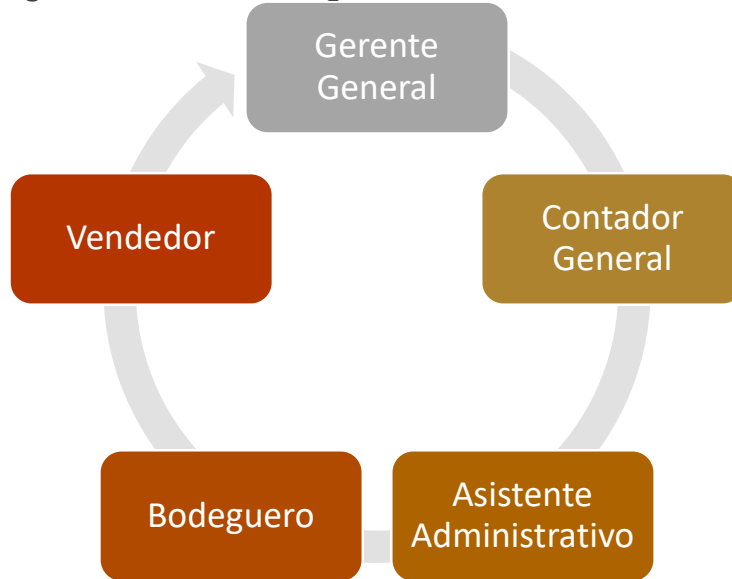 Gerente
General
Contador
General
Asistente
Administrativo
Bodeguero
Vendedor